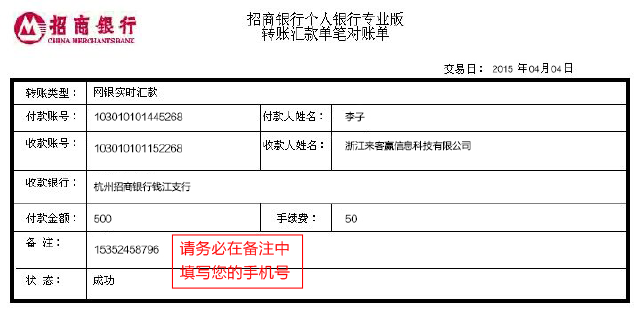 招商银行
CHINA MERCHANTS BANK
招商银行个人银行专业版
转账汇款单笔对账单
交易日： 2015 年04月04日
转账类型： 网银实时汇款
付款账号： 103010101445268 付款人姓名： 李子
收款账号： 103010101152268 收款人姓名： 浙江来客赢信息科技有限公司
收款银行： 杭州招商银行钱江支行
付款金额： 500 手续费： 50
备 注： 15352458796
请务必在备注中
填写您的手机号
状 态： 成功